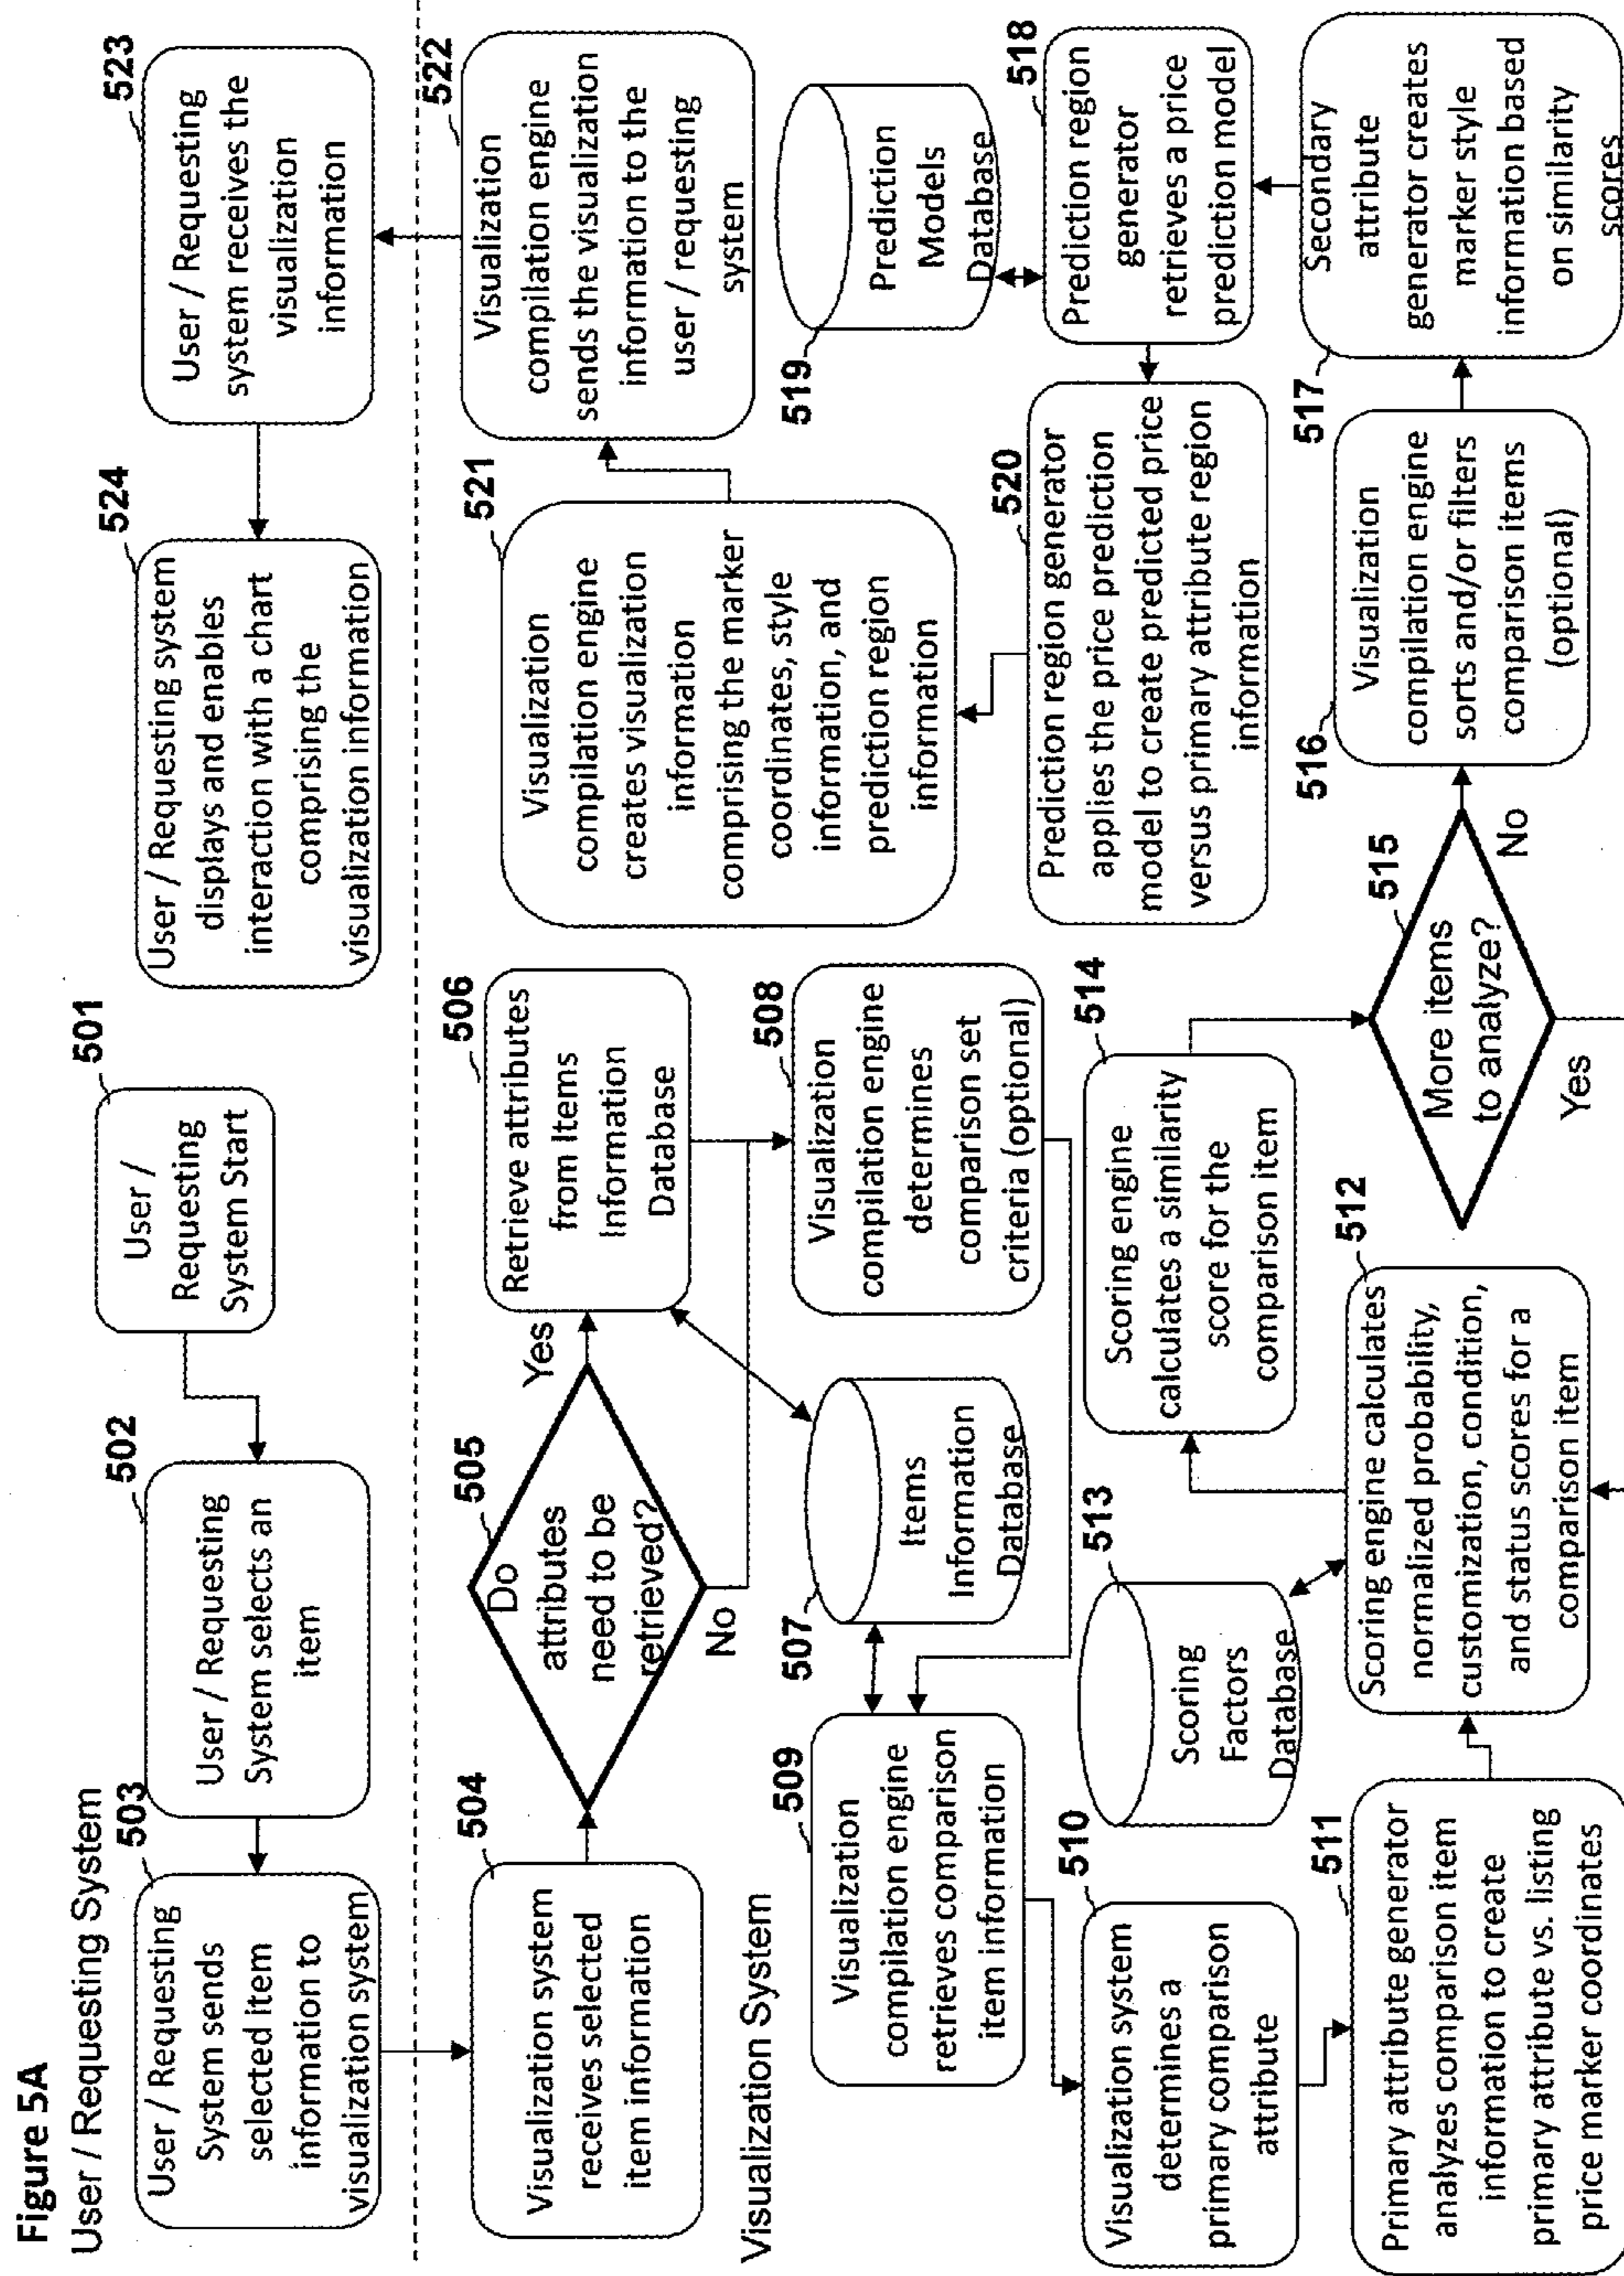 Figure 5A
User / Requesting System
501
User /
Requesting
System Start
502
User / Requesting
System selects an
item
503
User / Requesting
System sends
selected item
information to
visualization system
523
User / Requesting
system receives the
visualization
information
524
User / Requesting system
displays and enables
interaction with a chart
comprising the
visualization information
504
Visualization system
receives selected
item information
505
Do
attributes
need to be
retrieved?
Yes
No
506
Retrieve attributes
from Items
Information
Database
507
Items
Information
Database
508
Visualization
compilation engine
determines
comparison set
criteria (optional)
Visualization System
509
Visualization
compilation engine
retrieves comparison
item information
510
Visualization system
determines a
primary comparison
attribute
511
Primary attribute generator
analyzes comparison item
information to create
primary attribute vs. listing
price marker coordinates
512
Scoring engine calculates
normalized probability,
customization, condition,
and status scores for a
comparison item
513
Scoring
Factors
Database
514
Scoring engine
calculates a similarity
score for the
comparison item
515
More items
to analyze?
Yes
No
516
Visualization
compilation engine
sorts and/or filters
comparison items
(optional)
517
Secondary
attribute
generator creates
marker style
information based
on similarity
scores
518
Prediction region
generator
retrieves a price
prediction model
519
Prediction
Models
Database
520
Prediction region generator
applies the price prediction
model to create predicted price
versus primary attribute region
information
521
Visualization
compilation engine
creates visualization
information
comprising the marker
coordinates, style
information, and
prediction region
information
522
Visualization
compilation engine
sends the visualization
information to the
user / requesting
system